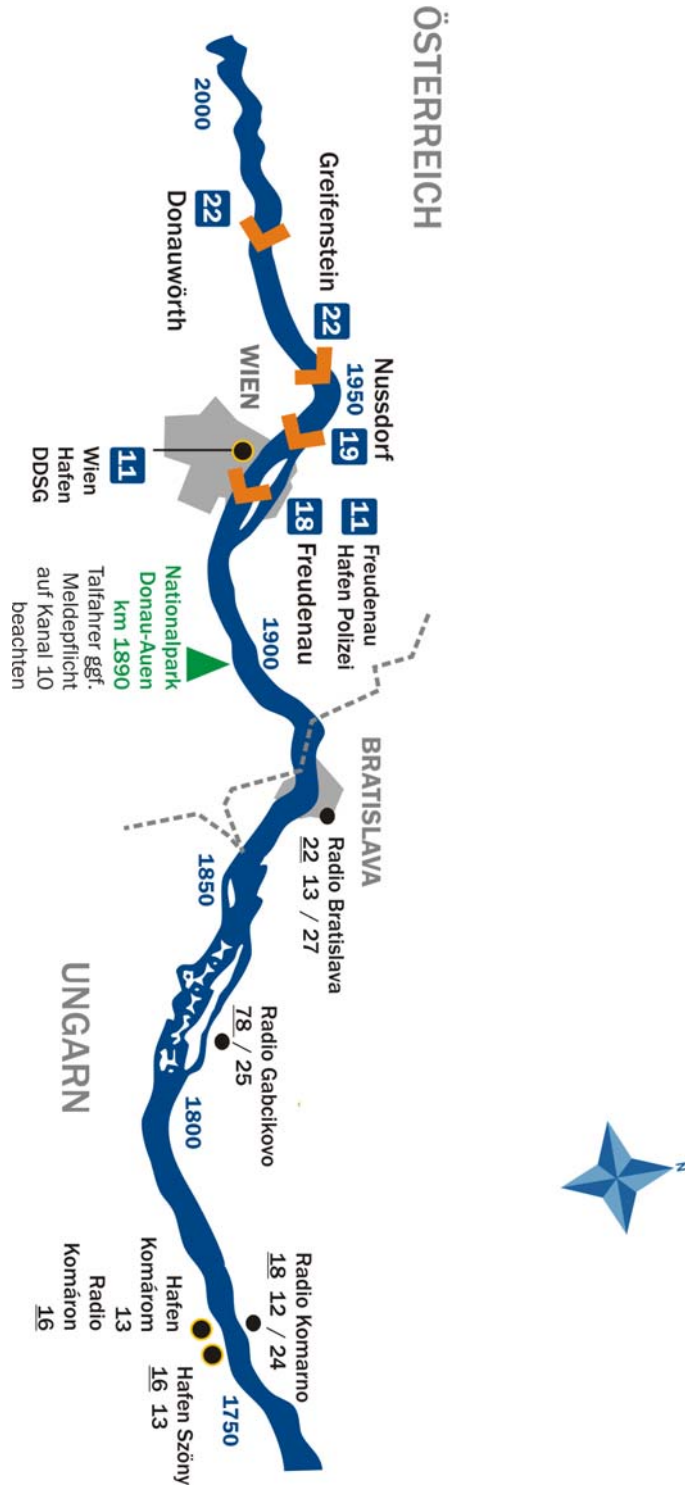 ÖSTERREICH
2000
22
Donauwörth
Greifenstein
22
1950
Nussdorf
19
WIEN
11
Wien
Hafen
DDSG
11
Freudenau
Hafen Polizei
18
Freudenau
1900
Nationalpark
Donau-Auen
km 1890
Talfahrer ggf.
Meldepflicht
auf Kanal 10
beachten
BRATISLAVA
Radio Bratislava
22 13 / 27
1850
UNGARN
Radio Gabcikovo
78 / 25
1800
Radio Komarno
18 12 / 24
Hafen
Komárom
13
Radio
Komáron
16
Hafen Szöny
16 13
1750
N